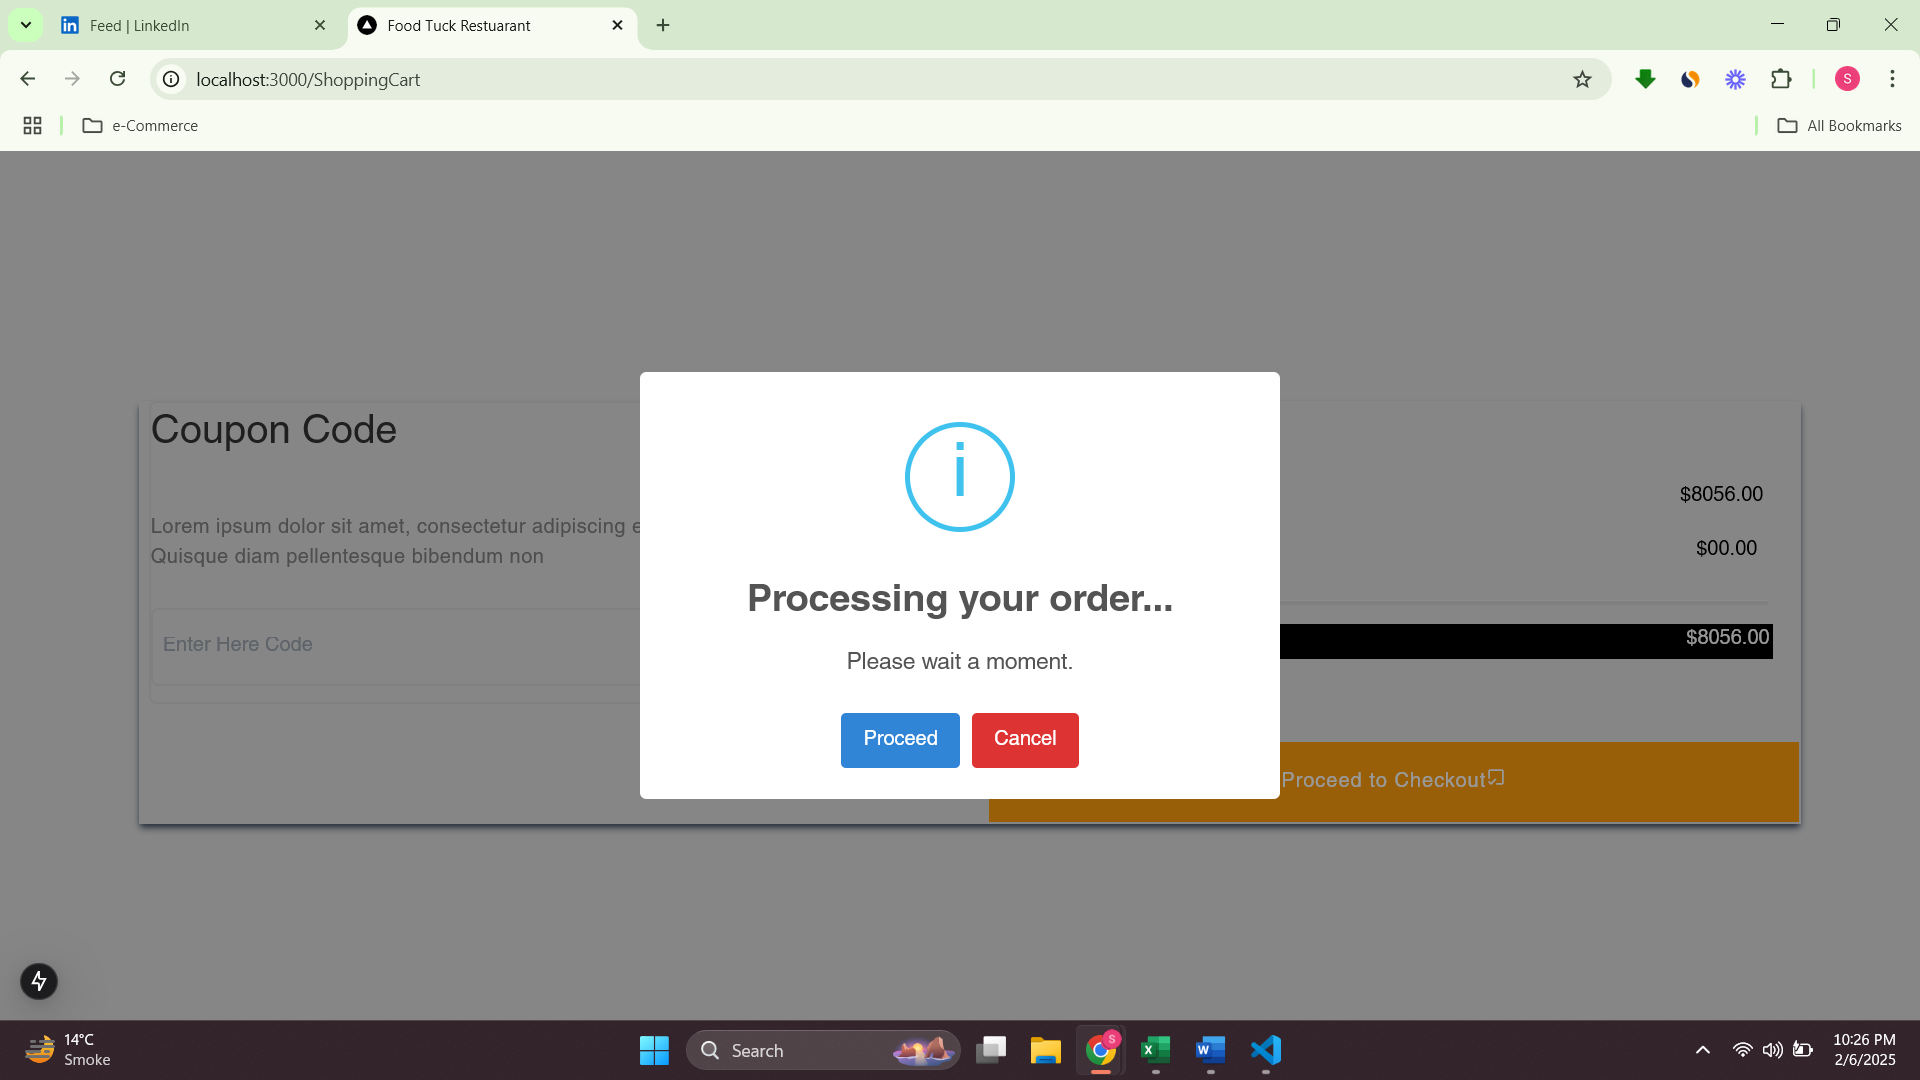 Feed | LinkedIn
Food Tuck Restuarant
localhost:3000/ShoppingCart
S
e-Commerce
All Bookmarks
Coupon Code
Lorem ipsum dolor sit amet, consectetur adipiscing e
Quisque diam pellentesque bibendum non
Enter Here Code
$8056.00
$00.00
$8056.00
Proceed to Checkout
i
Processing your order...
Please wait a moment.
Proceed
Cancel
14°C
Smoke
Search
S
10:26 PM
2/6/2025